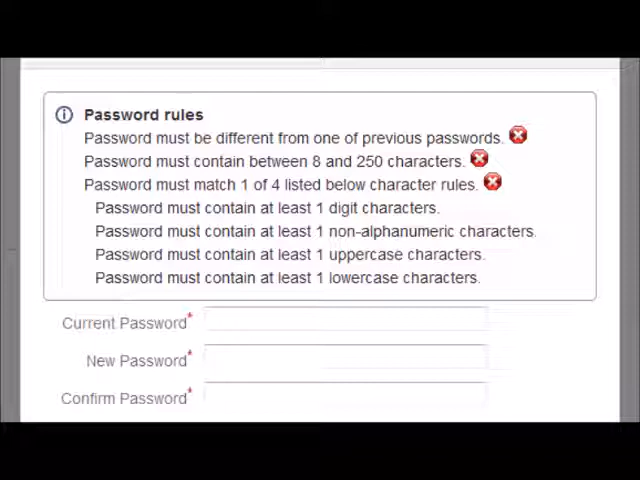 Password rules
Password must be different from one of previous passwords.
Password must contain between 8 and 250 characters.
Password must match 1 of 4 listed below character rules.
Password must contain at least 1 digit characters.
Password must contain at least 1 non-alphanumeric characters.
Password must contain at least 1 uppercase characters.
Password must contain at least 1 lowercase characters.
Current Password*
New Password*
Confirm Password*